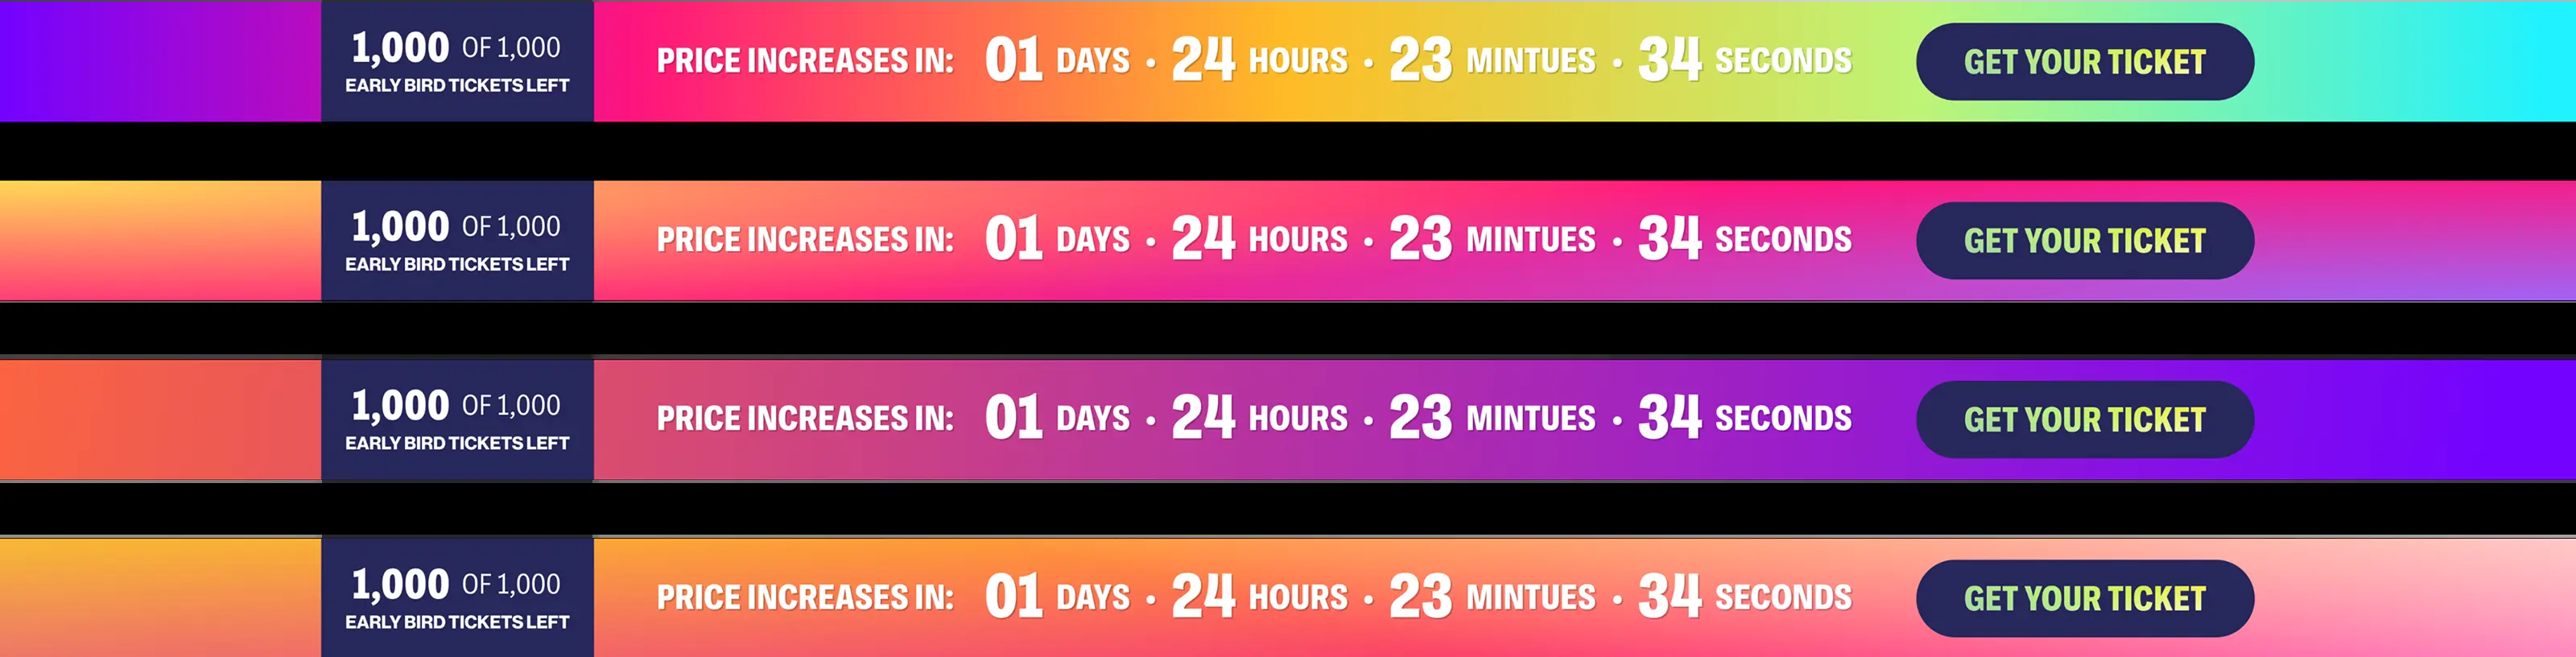 1,000 OF 1,000
EARLY BIRD TICKETS LEFT
PRICE INCREASES IN: 01 DAYS • 24 HOURS • 23 MINTUES • 34 SECONDS
GET YOUR TICKET
1,000 OF 1,000
EARLY BIRD TICKETS LEFT
PRICE INCREASES IN: 01 DAYS • 24 HOURS • 23 MINTUES • 34 SECONDS
GET YOUR TICKET
1,000 OF 1,000
EARLY BIRD TICKETS LEFT
PRICE INCREASES IN: 01 DAYS • 24 HOURS • 23 MINTUES • 34 SECONDS
GET YOUR TICKET
1,000 OF 1,000
EARLY BIRD TICKETS LEFT
PRICE INCREASES IN: 01 DAYS • 24 HOURS • 23 MINTUES • 34 SECONDS
GET YOUR TICKET